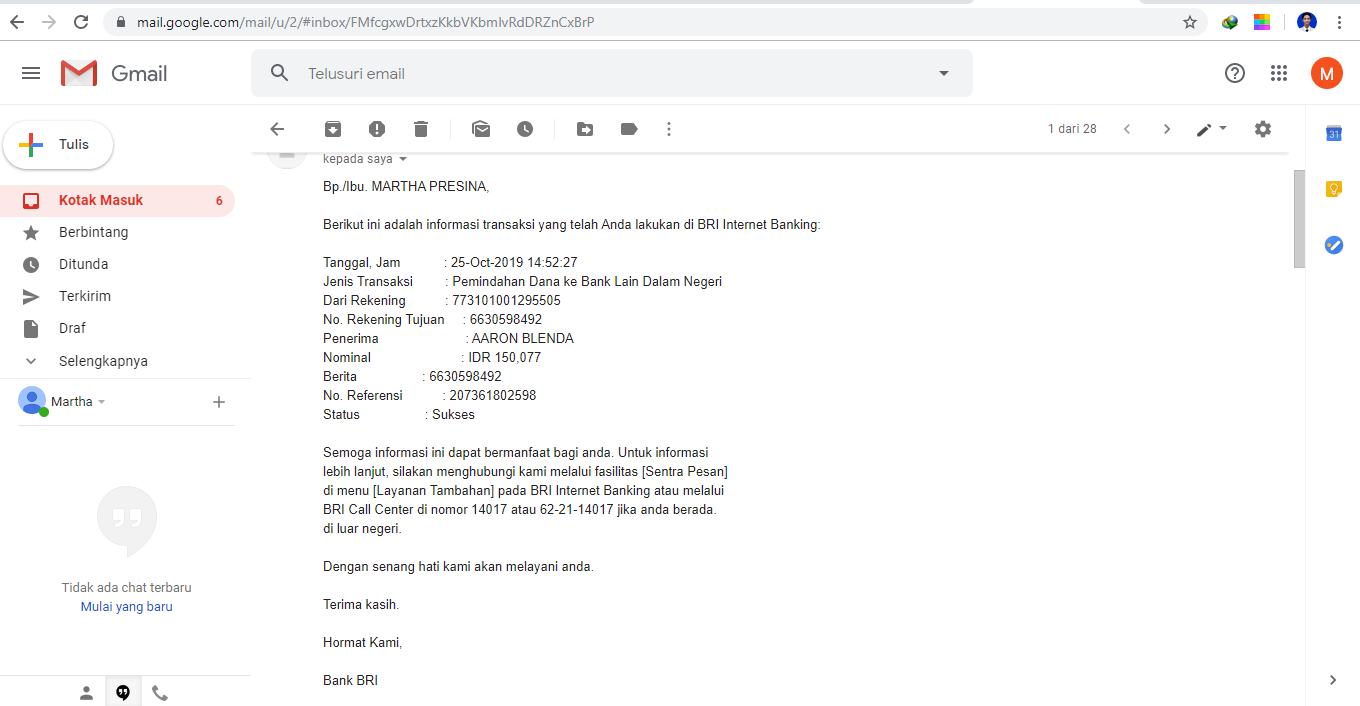 mail.google.com/mail/u/2/#inbox/FMfcgxwDrtxzKkbVKbmlvRdDRZnCxBrP
Gmail
Telusuri email
M
Tulis
1 dari 28
31
Kotak Masuk 6
Berbintang
Ditunda
Terkirim
Draf
Selengkapnya
Martha
Tidak ada chat terbaru
Mulai yang baru
kepada saya
Bp./Ibu. MARTHA PRESINA,
Berikut ini adalah informasi transaksi yang telah Anda lakukan di BRI Internet Banking:
Tanggal, Jam : 25-Oct-2019 14:52:27
Jenis Transaksi : Pemindahan Dana ke Bank Lain Dalam Negeri
Dari Rekening : 773101001295505
No. Rekening Tujuan : 6630598492
Penerima : AARON BLENDA
Nominal : IDR 150,077
Berita : 6630598492
No. Referensi : 207361802598
Status : Sukses
Semoga informasi ini dapat bermanfaat bagi anda. Untuk informasi
lebih lanjut, silakan menghubungi kami melalui fasilitas [Sentra Pesan]
di menu [Layanan Tambahan] pada BRI Internet Banking atau melalui
BRI Call Center di nomor 14017 atau 62-21-14017 jika anda berada.
di luar negeri.
Dengan senang hati kami akan melayani anda.
Terima kasih.
Hormat Kami,
Bank BRI